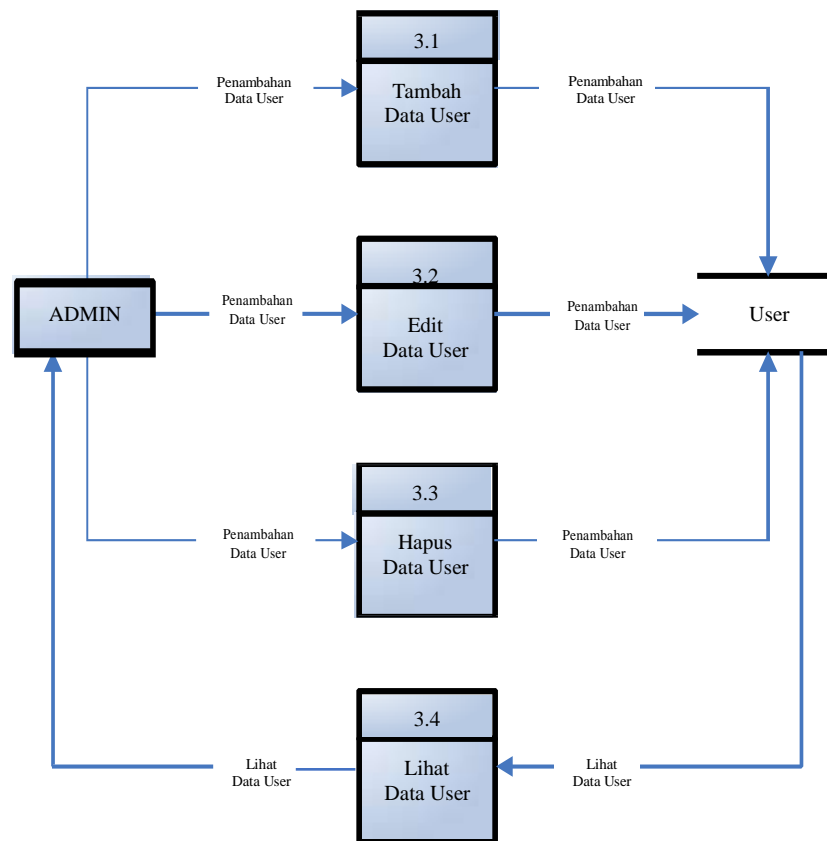 3.1
Penambahan
Data User
Tambah
Data User
Penambahan
Data User
3.2
ADMIN
Penambahan
Data User
Edit
Data User
Penambahan
Data User
User
3.3
Penambahan
Data User
Hapus
Data User
Penambahan
Data User
3.4
Lihat
Data User
Lihat
Data User
Lihat
Data User